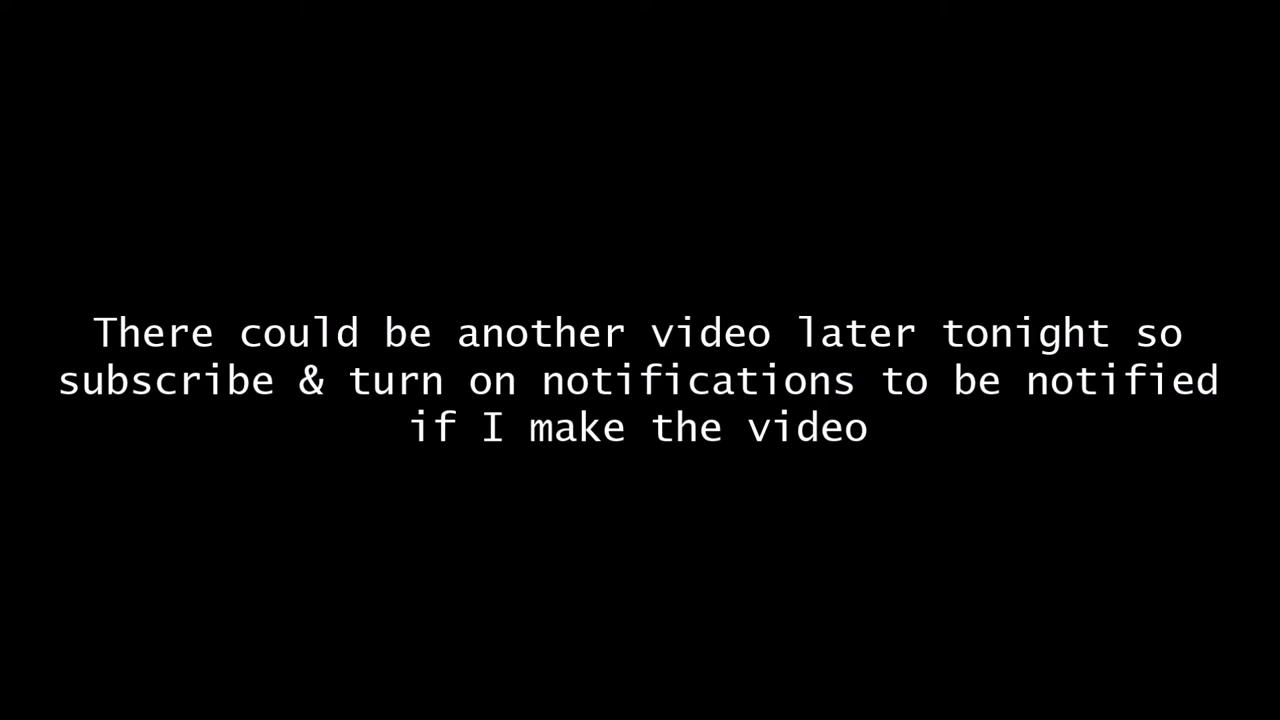 There could be another video later tonight so
subscribe & turn on notifications to be notified
if I make the video